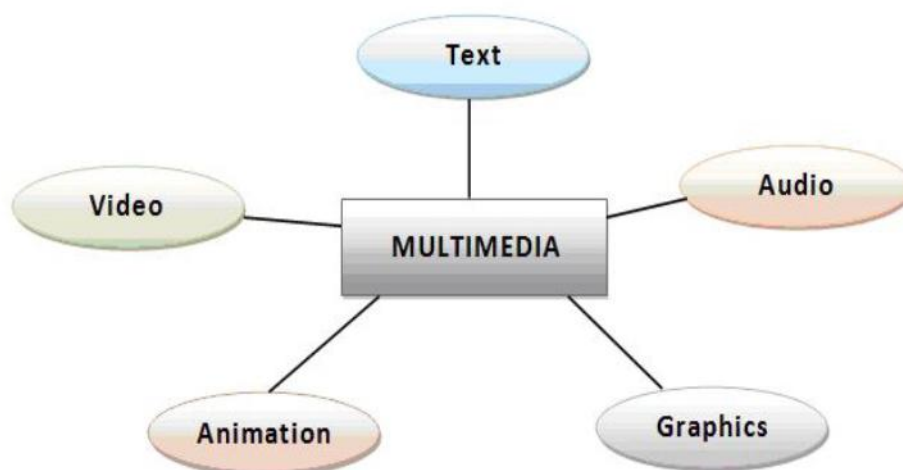 Text
Audio
Video
MULTIMEDIA
Animation
Graphics